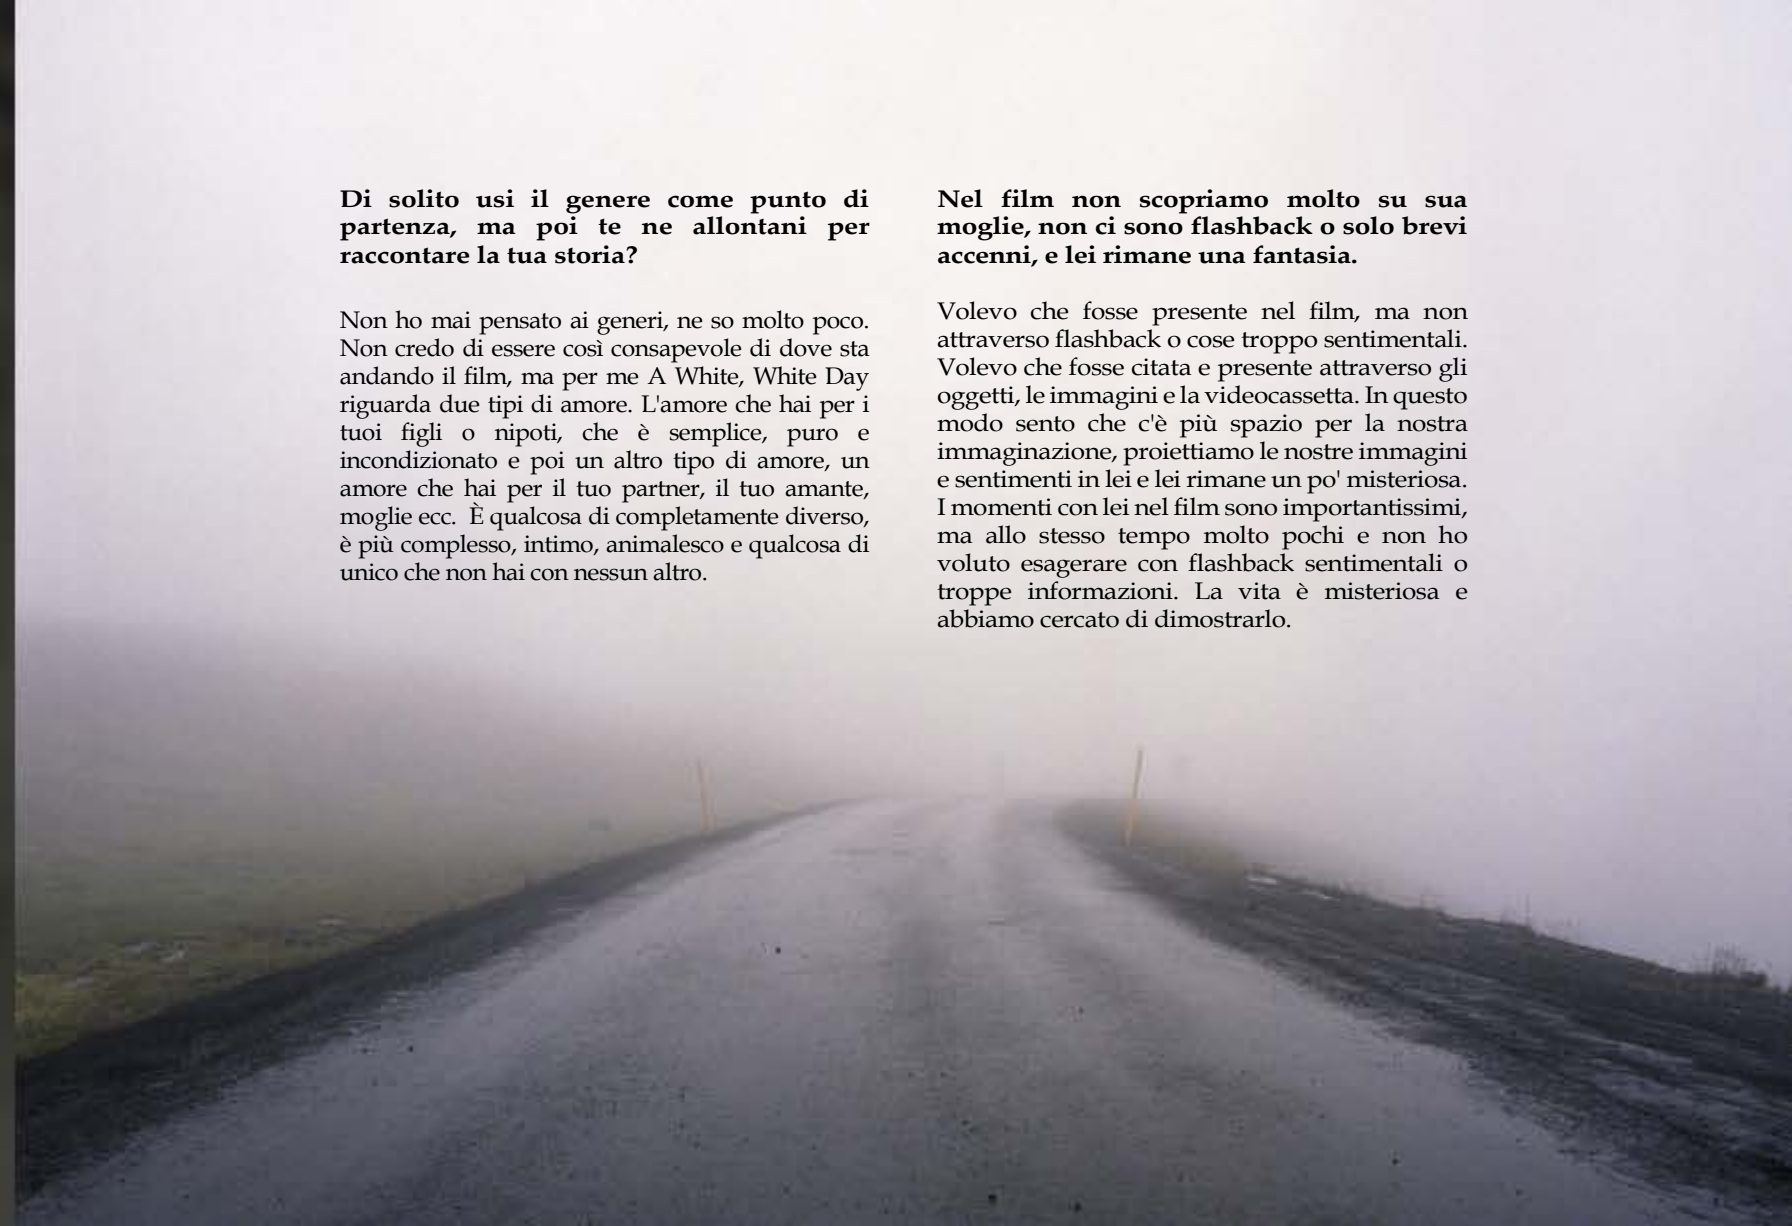 Di solito usi il genere come punto di
partenza, ma poi te ne allontani per
raccontare la tua storia?
Non ho mai pensato ai generi, ne so molto poco.
Non credo di essere così consapevole di dove sta
andando il film, ma per me A White, White Day
riguarda due tipi di amore. L'amore che hai per i
tuoi figli o nipoti, che è semplice, puro e
incondizionato e poi un altro tipo di amore, un
amore che hai per il tuo partner, il tuo amante,
moglie ecc.  È qualcosa di completamente diverso,
è più complesso, intimo, animalesco e qualcosa di
unico che non hai con nessun altro.
Nel film non scopriamo molto su sua
moglie, non ci sono flashback o solo brevi
accenni, e lei rimane una fantasia.
Volevo che fosse presente nel film, ma non
attraverso flashback o cose troppo sentimentali.
Volevo che fosse citata e presente attraverso gli
oggetti, le immagini e la videocassetta. In questo
modo sento che c'è più spazio per la nostra
immaginazione, proiettiamo le nostre immagini
e sentimenti in lei e lei rimane un po' misteriosa.
I momenti con lei nel film sono importantissimi,
ma allo stesso tempo molto pochi e non ho
voluto esagerare con flashback sentimentali o
troppe informazioni. La vita è misteriosa e
abbiamo cercato di dimostrarlo.